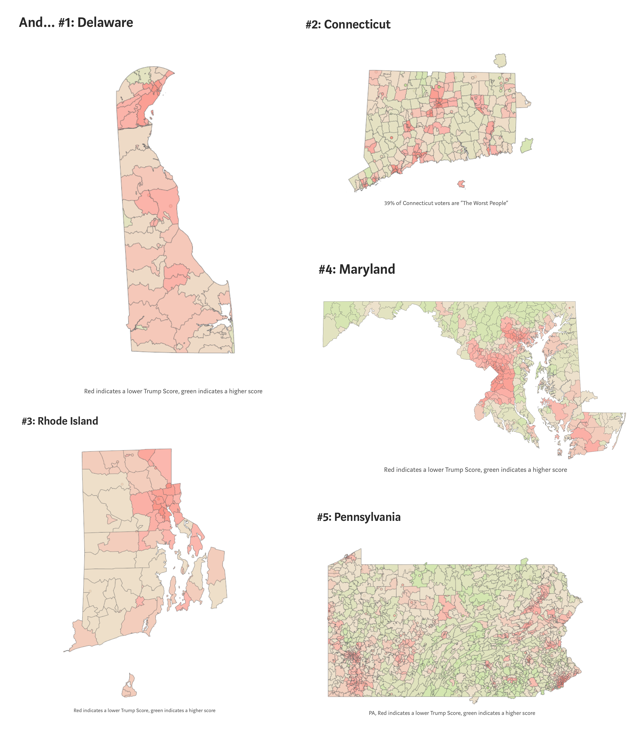 And... #1: Delaware
Red indicates a lower Trump Score, green indicates a higher score
#2: Connecticut
39% of Connecticut voters are "The Worst People"
#3: Rhode Island
Red indicates a lower Trump Score, green indicates a higher score
#4: Maryland
Red indicates a lower Trump Score, green indicates a higher score
#5: Pennsylvania
PA, Red indicates a lower Trump Score, green indicates a higher score